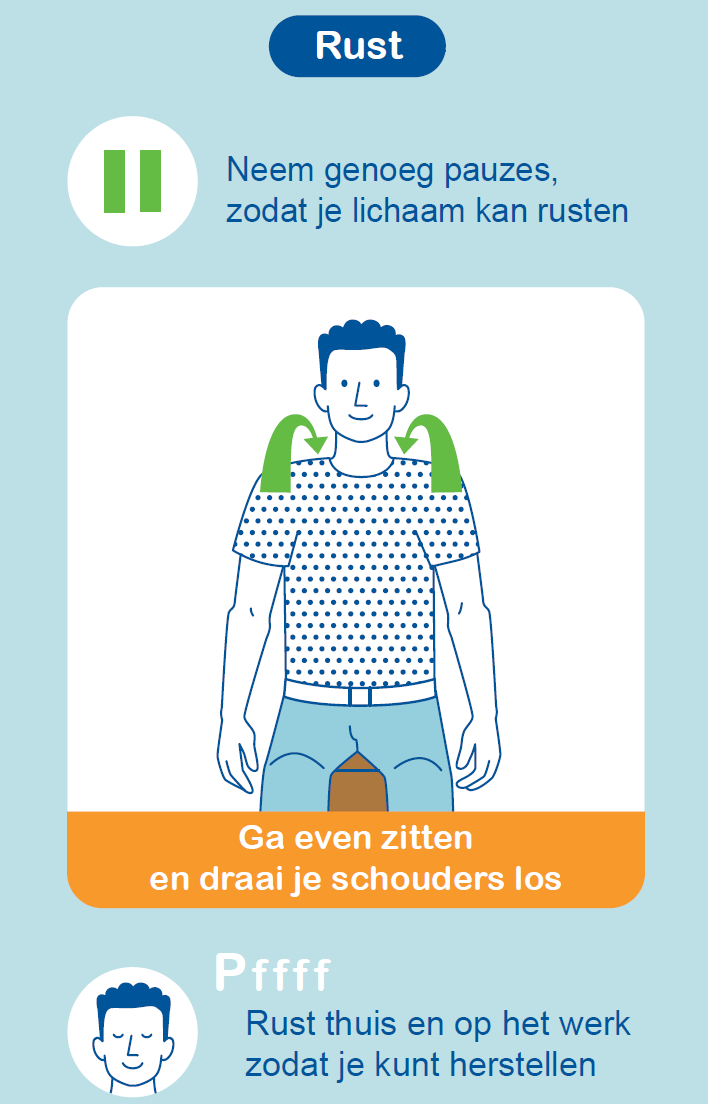 Rust
Neem genoeg pauzes,
zodat je lichaam kan rusten
Ga even zitten
en draai je schouders los
Pffff
Rust thuis en op het werk
zodat je kunt herstellen